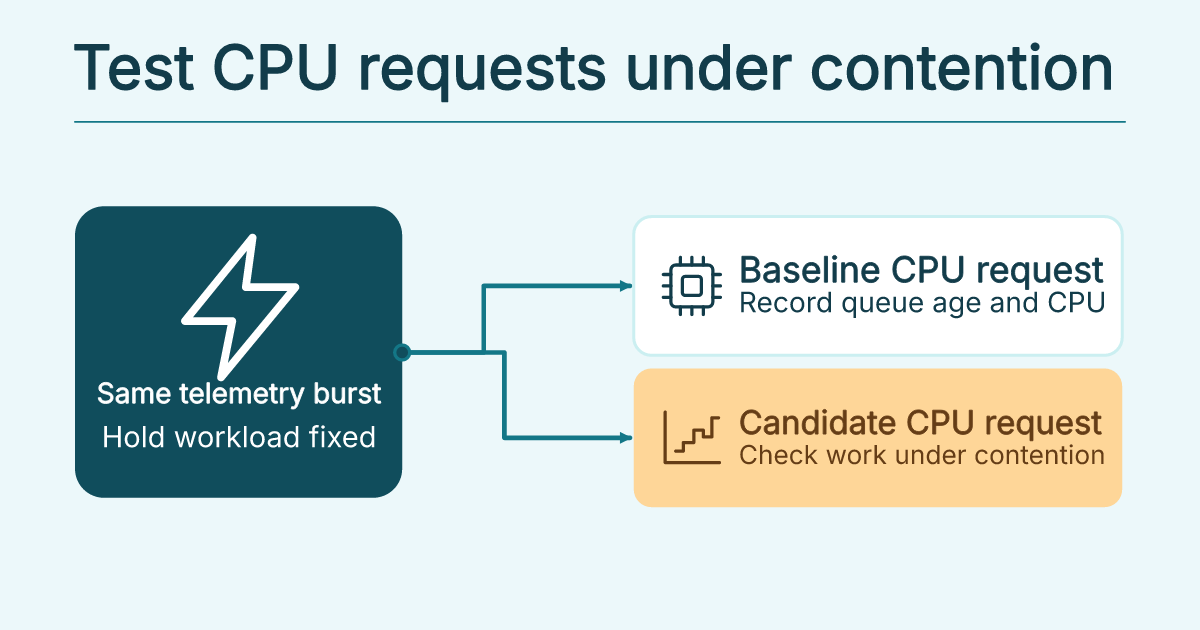 Test CPU requests under contention
Same telemetry burst
Hold workload fixed
Baseline CPU request
Record queue age and CPU
Candidate CPU request
Check work under contention